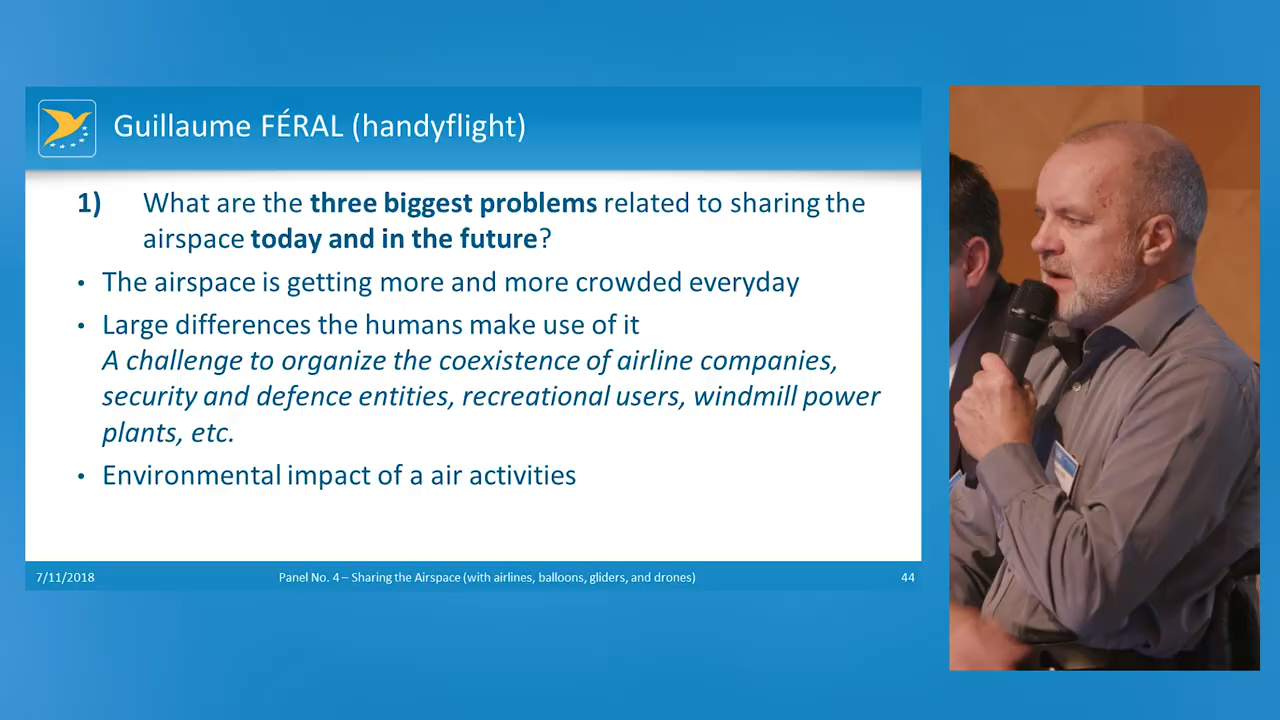 Guillaume FÉRAL (handyflight)
1) What are the three biggest problems related to sharing the
airspace today and in the future?
• The airspace is getting more and more crowded everyday
• Large differences the humans make use of it
A challenge to organize the coexistence of airline companies,
security and defence entities, recreational users, windmill power
plants, etc.
• Environmental impact of a air activities
7/11/2018 Panel No. 4 – Sharing the Airspace (with airlines, balloons, gliders, and drones) 44